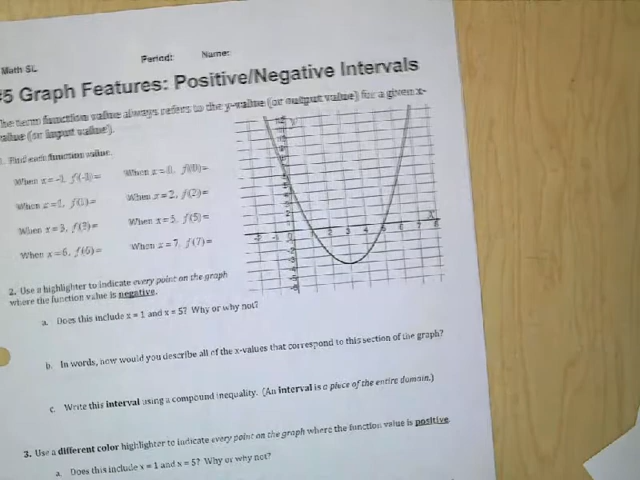 Math SL Period: Name:
#5 Graph Features: Positive/Negative Intervals
The term function value always refers to the y-value (or output value) for a given x-
value (or input value).
1. Find each function value.
When x=-1, f(-1)= When x=0, f(0)=
When x=1, f(1)= When x=2, f(2)=
When x=3, f(3)= When x=5, f(5)=
When x=6, f(6)= When x=7, f(7)=
2. Use a highlighter to indicate every point on the graph
where the function value is negative.
a. Does this include x = 1 and x = 5? Why or why not?
b. In words, how would you describe all of the x-values that correspond to this section of the graph?
c. Write this interval using a compound inequality. (An interval is a piece of the entire domain.)
3. Use a different color highlighter to indicate every point on the graph where the function value is positive.
a. Does this include x = 1 and x = 5? Why or why not?